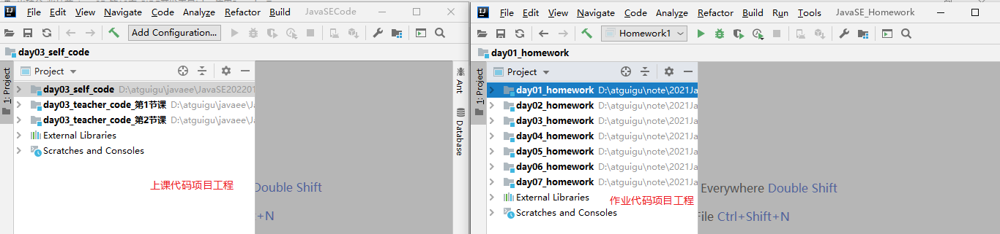 File Edit View Navigate Code Analyze Refactor Build JavaSECode
Add Configuration...
day03_self_code
1: Project
Project
day03_self_code D:\atguigu\javaee\JavaSE20220
day03_teacher_code_第1节课 D:\atguigu\javaee\Ja
day03_teacher_code_第2节课 D:\atguigu\javaee\Ja
External Libraries
Scratches and Consoles
上课代码项目工程
Double Shift
+N
Ant
Database
File Edit View Navigate Code Analyze Refactor Build Run Tools JavaSE_Homework
Homework1
day01_homework
1: Project
Project
day01_homework D:\atguigu\note\2021Ja
day02_homework D:\atguigu\note\2021Ja
day03_homework D:\atguigu\note\2021Ja
day04_homework D:\atguigu\note\2021Ja
day05_homework D:\atguigu\note\2021Ja
day06_homework D:\atguigu\note\2021Ja
day07_homework D:\atguigu\note\2021Ja
External Libraries
Scratches and Consoles
作业代码项目工程
Everywhere Double Shift
File Ctrl+Shift+N